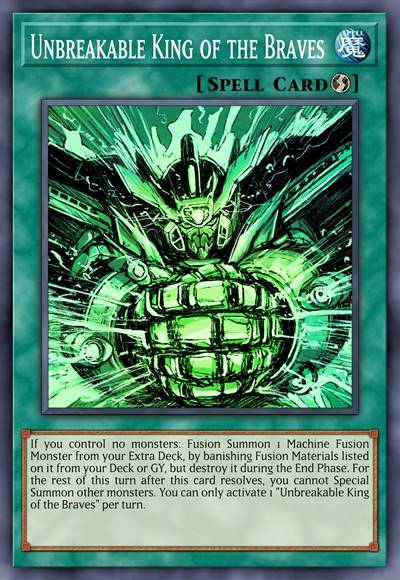 Unbreakable King of the Braves
魔
[Spell Card]
If you control no monsters: Fusion Summon 1 Machine Fusion
Monster from your Extra Deck, by banishing Fusion Materials listed
on it from your Deck or GY, but destroy it during the End Phase. For
the rest of this turn after this card resolves, you cannot Special
Summon other monsters. You can only activate 1 "Unbreakable King
of the Braves" per turn.